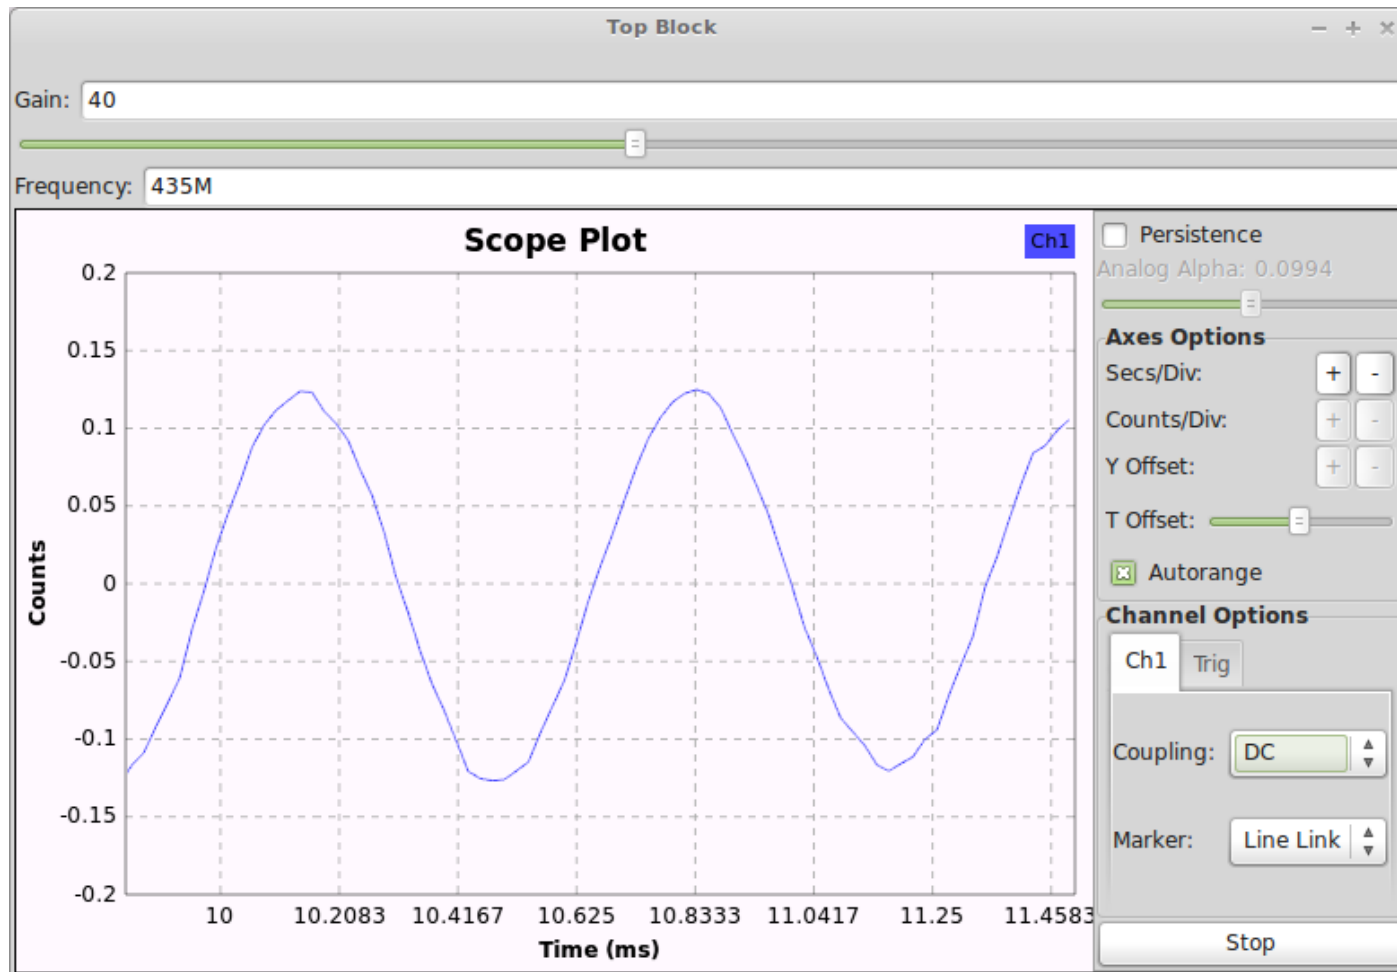 Top Block
Gain: 40
Frequency: 435M
Scope Plot
Ch1
0.2
0.15
0.1
0.05
0
-0.05
-0.1
-0.15
-0.2
Counts
10 10.2083 10.4167 10.625 10.8333 11.0417 11.25 11.4583
Time (ms)
Persistence
Analog Alpha: 0.0994
Axes Options
Secs/Div: + -
Counts/Div: + -
Y Offset: + -
T Offset:
Autorange
Channel Options
Ch1 Trig
Coupling: DC
Marker: Line Link
Stop